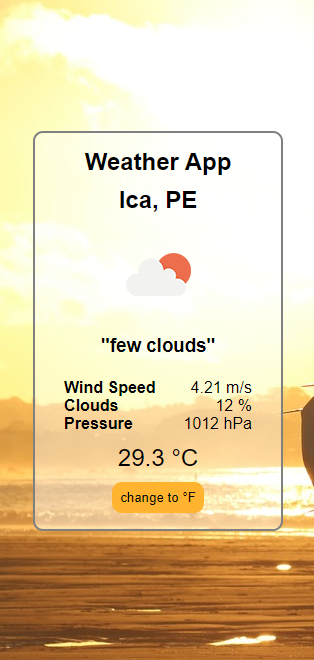 Weather App
Ica, PE
"few clouds"
Wind Speed 4.21 m/s
Clouds 12 %
Pressure 1012 hPa
29.3 °C
change to °F